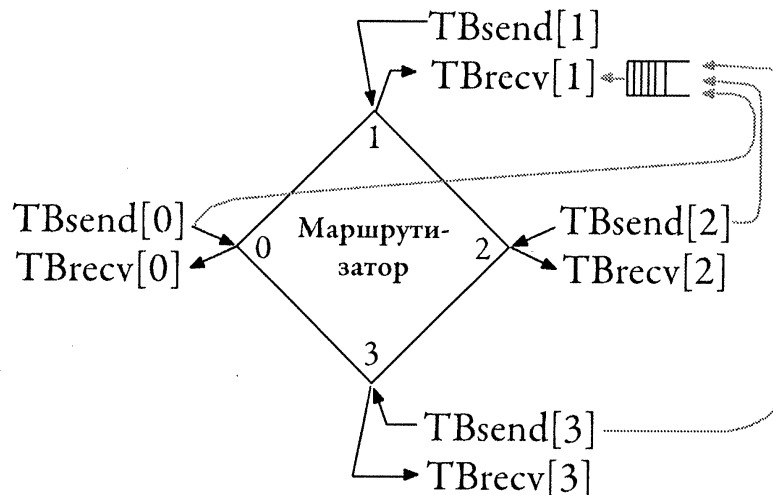 TBsend[1]
TBrecv[1]
1
TBsend[0]
TBrecv[0]
0
Маршрути-
затор
2
TBsend[2]
TBrecv[2]
3
TBsend[3]
TBrecv[3]